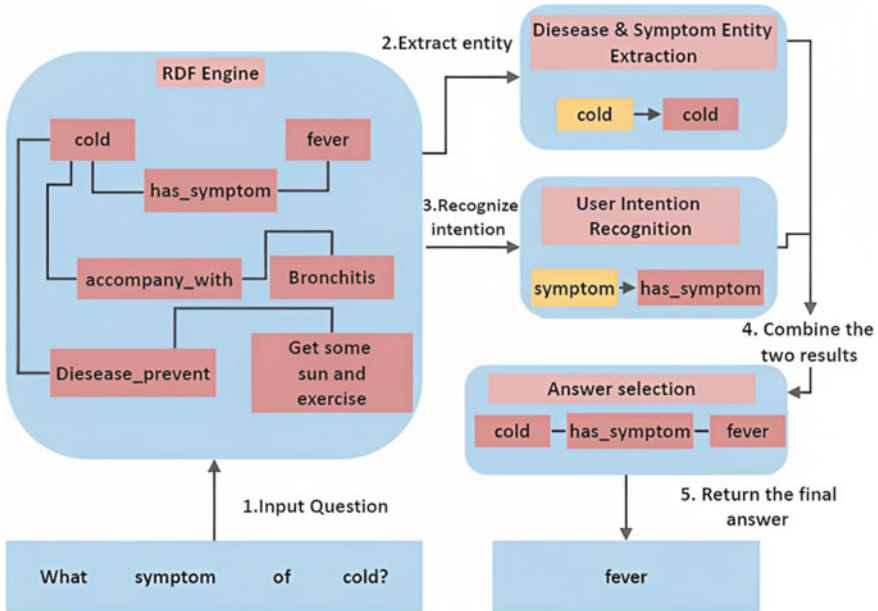 RDF Engine
cold
fever
has_symptom
accompany_with
Bronchitis
Diesease_prevent
Get some
sun and
exercise
1.Input Question
What symptom of cold?
2.Extract entity
Diesease & Symptom Entity
Extraction
cold
cold
3.Recognize
intention
User Intention
Recognition
symptom
has_symptom
4. Combine the
two results
Answer selection
cold
has_symptom
fever
5. Return the final
answer
fever